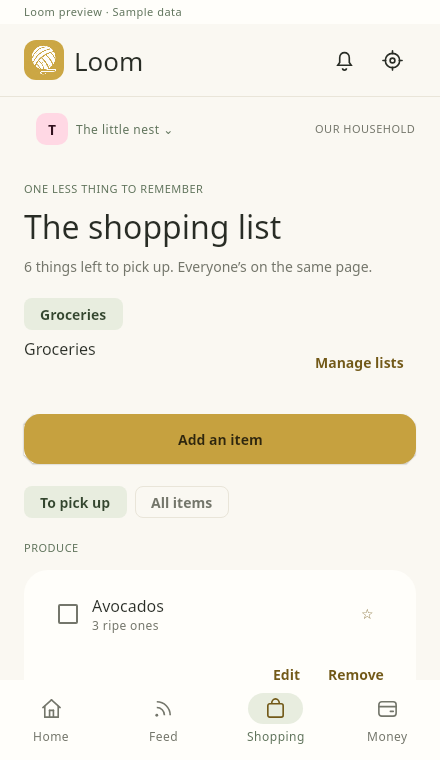 Loom preview · Sample data
Loom
T The little nest ⌄ OUR HOUSEHOLD
ONE LESS THING TO REMEMBER
The shopping list
6 things left to pick up. Everyone’s on the same page.
Groceries
Groceries
Manage lists
Add an item
To pick up All items
PRODUCE
Avocados
3 ripe ones
Edit Remove
Home Feed Shopping Money